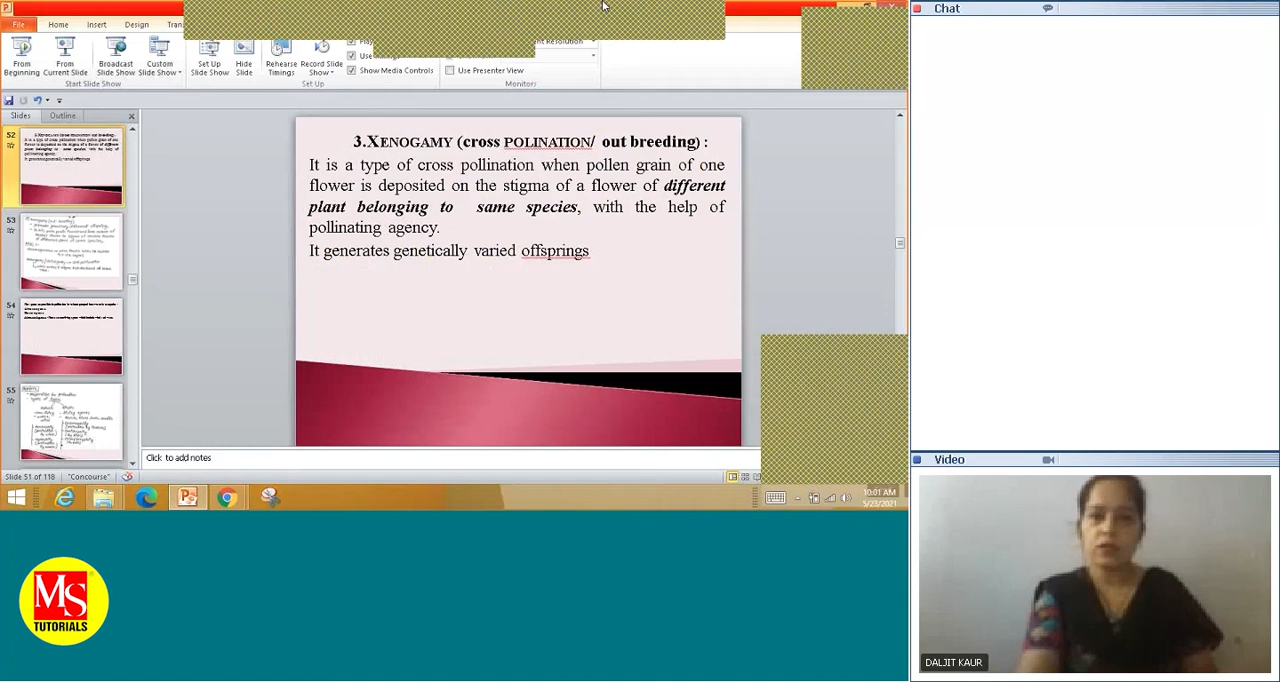 File Home Insert Design Tran
From Beginning
From Current Slide
Broadcast Slide Show
Custom Slide Show
Set Up Slide Show
Hide Slide
Rehearse Timings
Record Slide Show
Show Media Controls
Resolution
Use Presenter View
Start Slide Show
Set Up
Monitors
Slides Outline
52
53
54
55
3.XENOGAMY (cross POLINATION/ out breeding) :
It is a type of cross pollination when pollen grain of one
flower is deposited on the stigma of a flower of different
plant belonging to same species, with the help of
pollinating agency.
It generates genetically varied offsprings
Click to add notes
Slide 51 of 118 "Concourse"
10:01 AM
5/23/2021
MS
TUTORIALS
Chat
Video
DALJIT KAUR